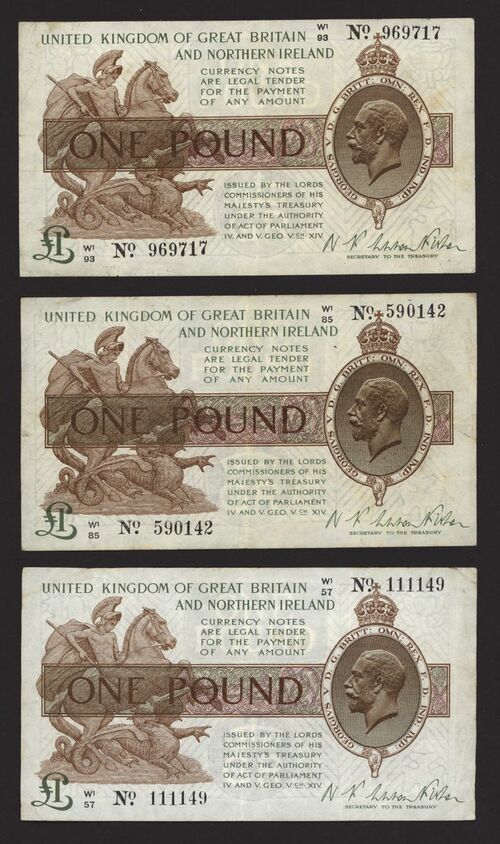 UNITED KINGDOM OF GREAT BRITAIN
AND NORTHERN IRELAND
W1
93
Nº 969717
CURRENCY NOTES
ARE LEGAL TENDER
FOR THE PAYMENT
OF ANY AMOUNT
GEORGIVS V D. G. BRITT: OMN: REX F. D. IND: IMP:
ONE POUND
ISSUED BY THE LORDS
COMMISSIONERS OF HIS
MAJESTY'S TREASURY
UNDER THE AUTHORITY
OF ACT OF PARLIAMENT
IV. AND V. GEO. V. CH. XIV.
£1
W1
93
Nº 969717
SECRETARY TO THE TREASURY
UNITED KINGDOM OF GREAT BRITAIN
AND NORTHERN IRELAND
W1
85
Nº 590142
CURRENCY NOTES
ARE LEGAL TENDER
FOR THE PAYMENT
OF ANY AMOUNT
GEORGIVS V D. G. BRITT: OMN: REX F. D. IND: IMP:
ONE POUND
ISSUED BY THE LORDS
COMMISSIONERS OF HIS
MAJESTY'S TREASURY
UNDER THE AUTHORITY
OF ACT OF PARLIAMENT
IV. AND V. GEO. V. CH. XIV.
£1
W1
85
Nº 590142
SECRETARY TO THE TREASURY
UNITED KINGDOM OF GREAT BRITAIN
AND NORTHERN IRELAND
W1
57
Nº 111149
CURRENCY NOTES
ARE LEGAL TENDER
FOR THE PAYMENT
OF ANY AMOUNT
GEORGIVS V D. G. BRITT: OMN: REX F. D. IND: IMP:
ONE POUND
ISSUED BY THE LORDS
COMMISSIONERS OF HIS
MAJESTY'S TREASURY
UNDER THE AUTHORITY
OF ACT OF PARLIAMENT
IV. AND V. GEO. V. CH. XIV.
£1
W1
57
Nº 111149
SECRETARY TO THE TREASURY